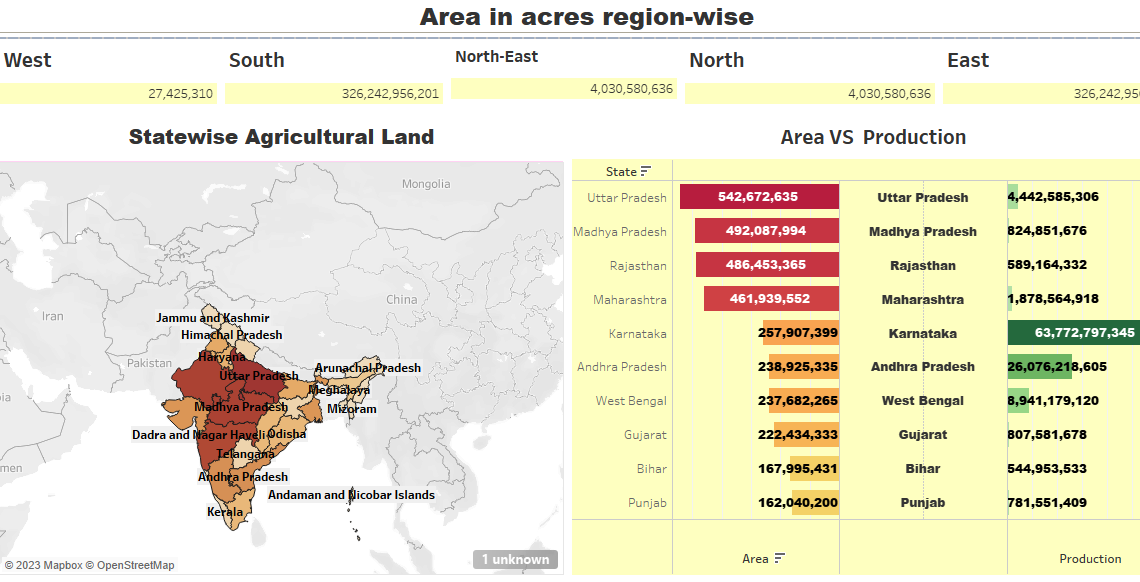 Area in acres region-wise
West South North-East North East
27,425,310 326,242,956,201 4,030,580,636 4,030,580,636 326,242,95
Statewise Agricultural Land
Mongolia
China
Iran
Pakistan
Jammu and Kashmir
Himachal Pradesh
Haryana
Arunachal Pradesh
Uttar Pradesh
Meghalaya
Madhya Pradesh
Mizoram
Dadra and Nagar Haveli
Odisha
Telangana
Andhra Pradesh
Andaman and Nicobar Islands
Kerala
men
© 2023 Mapbox © OpenStreetMap
1 unknown
Area VS Production
State
Uttar Pradesh 542,672,635 Uttar Pradesh 4,442,585,306
Madhya Pradesh 492,087,994 Madhya Pradesh 824,851,676
Rajasthan 486,453,365 Rajasthan 589,164,332
Maharashtra 461,939,552 Maharashtra 1,878,564,918
Karnataka 257,907,399 Karnataka 63,772,797,345
Andhra Pradesh 238,925,335 Andhra Pradesh 26,076,218,605
West Bengal 237,682,265 West Bengal 8,941,179,120
Gujarat 222,434,333 Gujarat 807,581,678
Bihar 167,995,431 Bihar 544,953,533
Punjab 162,040,200 Punjab 781,551,409
Area Production